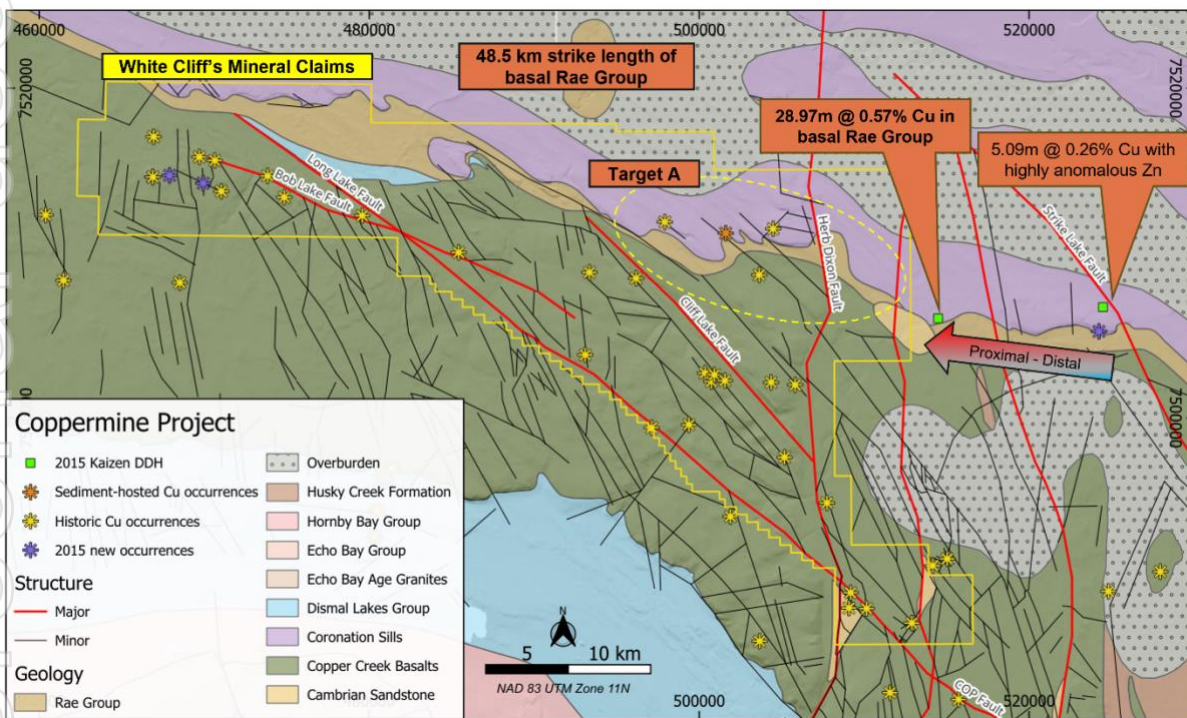 460000
480000
500000
520000
White Cliff's Mineral Claims
48.5 km strike length of
basal Rae Group
7520000
7520000
28.97m @ 0.57% Cu in
basal Rae Group
5.09m @ 0.26% Cu with
highly anomalous Zn
Target A
Long Lake Fault
Bob Lake Fault
Herb Dixon Fault
Strike Lake Fault
Cliff Lake Fault
Proximal - Distal
7500000
Coppermine Project
2015 Kaizen DDH
Sediment-hosted Cu occurrences
Historic Cu occurrences
2015 new occurrences
Structure
Major
Minor
Geology
Rae Group
Overburden
Husky Creek Formation
Hornby Bay Group
Echo Bay Group
Echo Bay Age Granites
Dismal Lakes Group
Coronation Sills
Copper Creek Basalts
Cambrian Sandstone
N
5 10 km
NAD 83 UTM Zone 11N
COP Fault
500000
520000